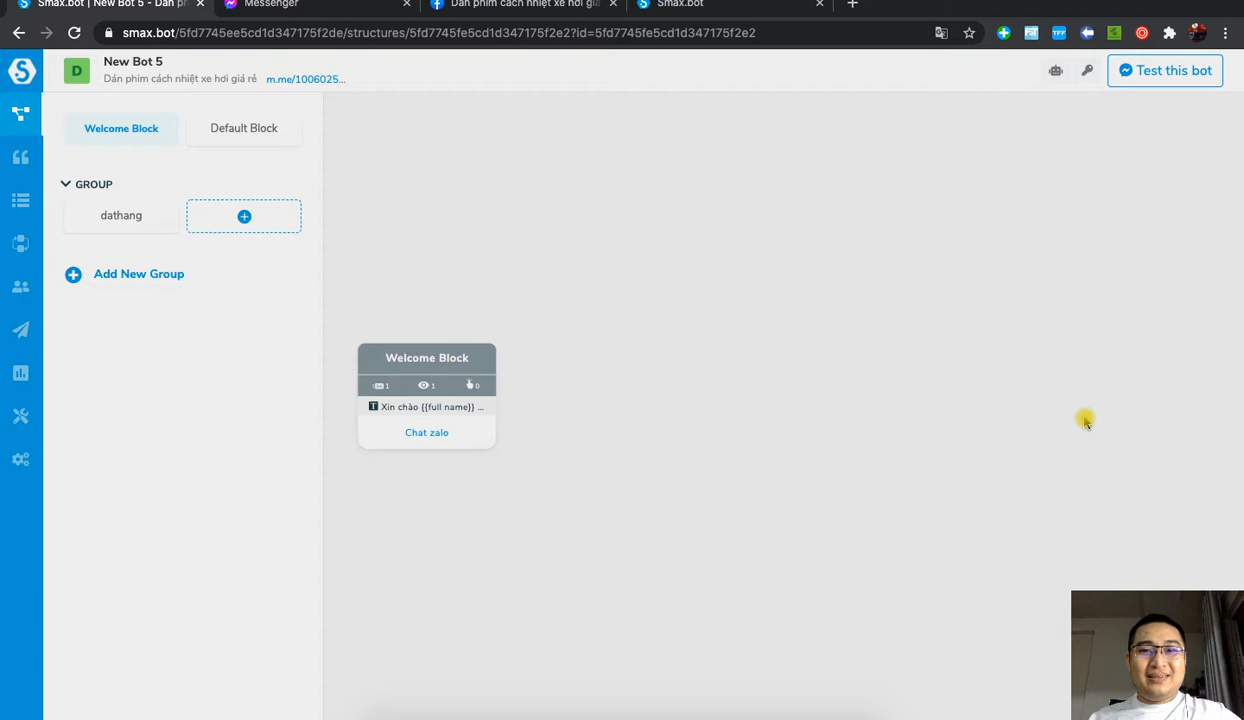 Smax.bot | New Bot 5 - Dán ph
Messenger
Dán phim cách nhiệt xe hơi giá
Smax.bot
smax.bot/5fd7745ee5cd1d347175f2de/structures/5fd7745fe5cd1d347175f2e2?id=5fd7745fe5cd1d347175f2e2
D
New Bot 5
Dán phim cách nhiệt xe hơi giá rẻ
m.me/1006025...
Test this bot
Welcome Block
Default Block
GROUP
dathang
Add New Group
Welcome Block
1 1 0
T Xin chào {{full name}} ...
Chat zalo